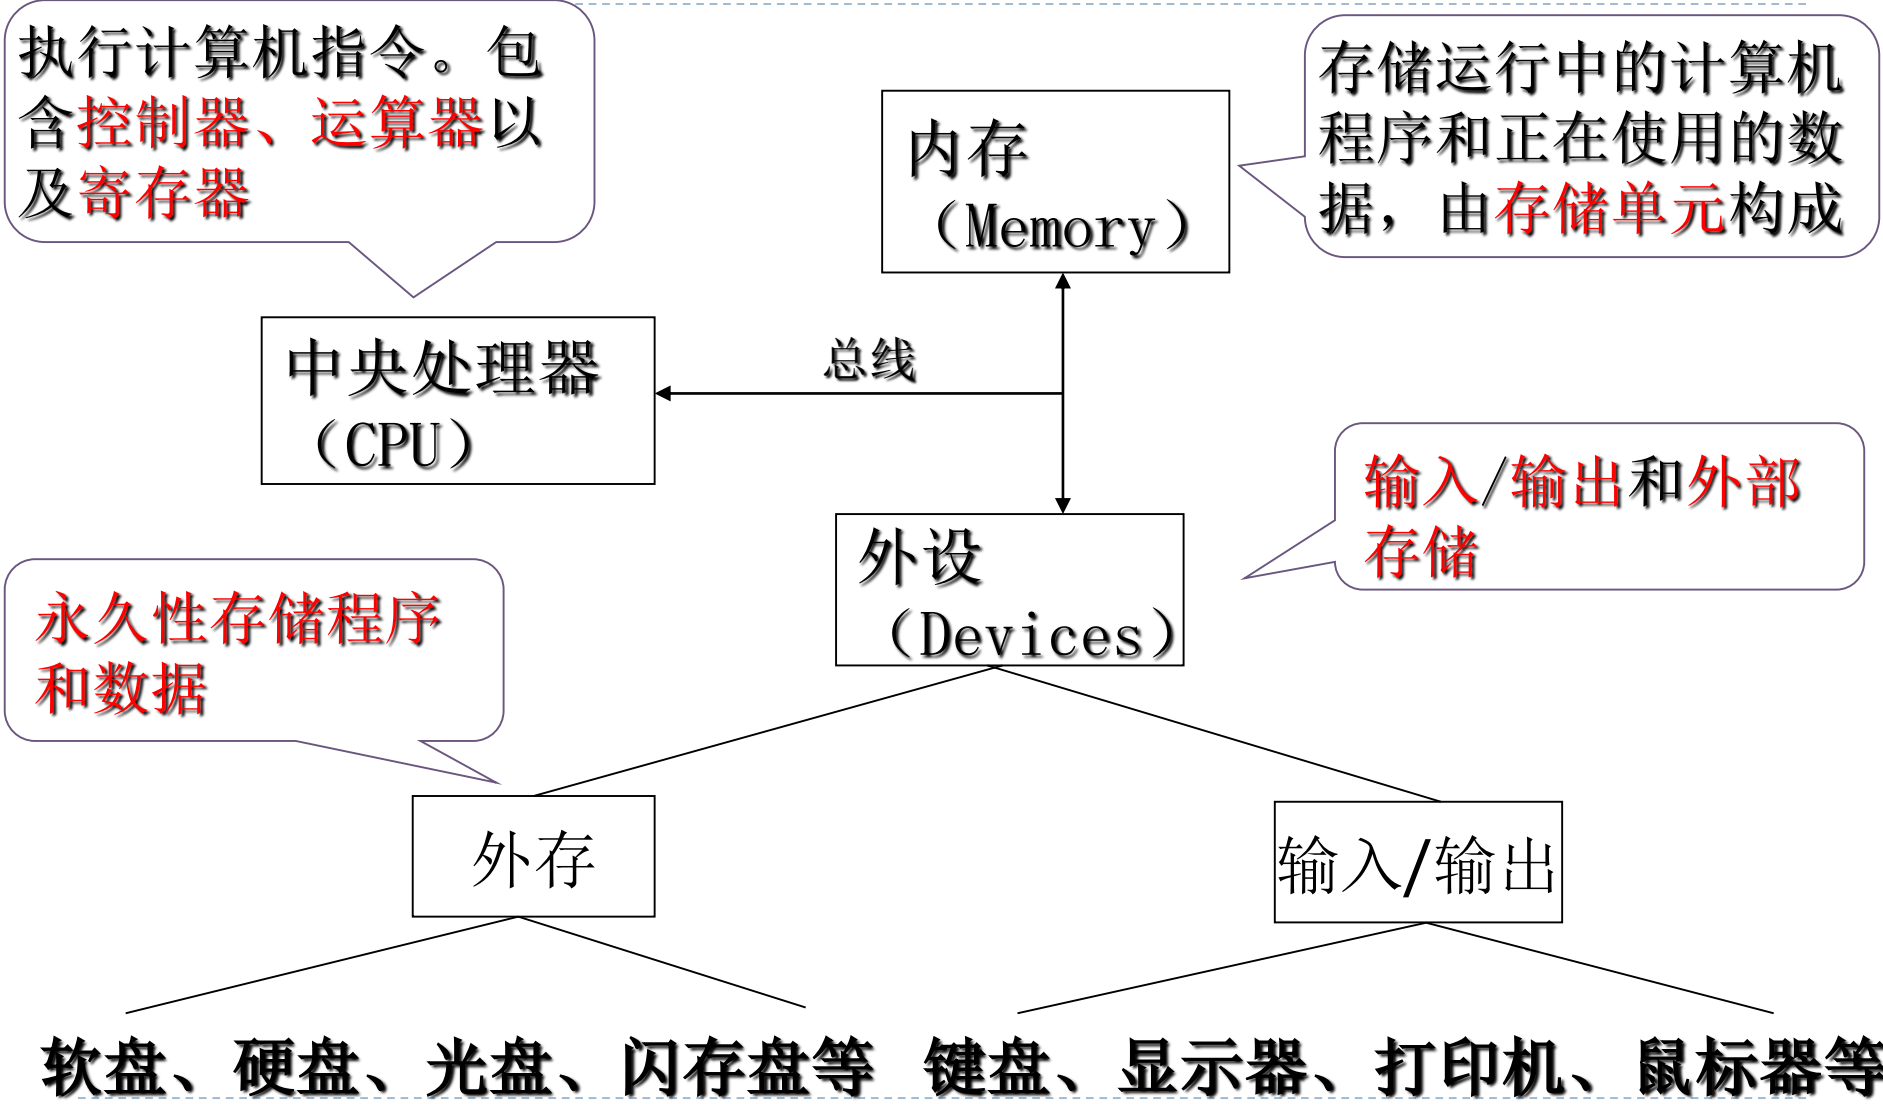 执行计算机指令。包
含控制器、运算器以
及寄存器
内存
（Memory）
存储运行中的计算机
程序和正在使用的数
据，由存储单元构成
中央处理器
（CPU）
总线
外设
（Devices）
输入/输出和外部
存储
永久性存储程序
和数据
外存
输入/输出
软盘、硬盘、光盘、闪存盘等
键盘、显示器、打印机、鼠标器等